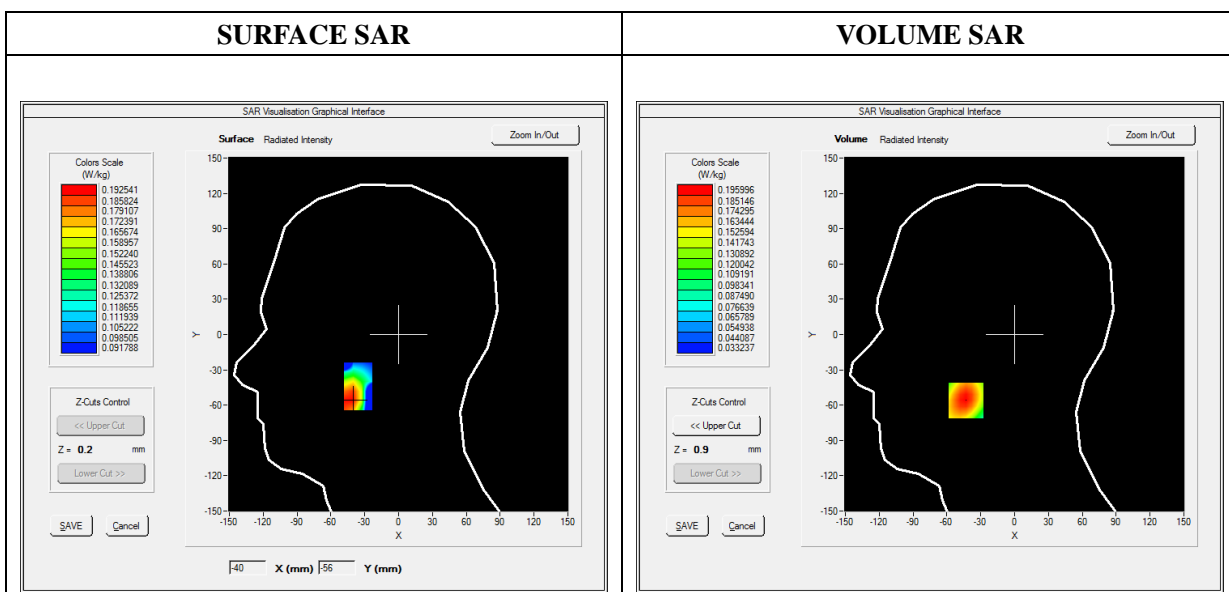 SURFACE SAR
VOLUME SAR
SAR Visualisation Graphical Interface
Surface Radiated Intensity
Zoom In/Out
Colors Scale
(W/kg)
0.192541
0.185824
0.179107
0.172391
0.165674
0.158957
0.152240
0.145523
0.138806
0.132089
0.125372
0.118655
0.111939
0.105222
0.098505
0.091788
Z-Cuts Control
<< Upper Cut
Z = 0.2 mm
Lower Cut >>
SAVE Cancel
150
120
90
60
30
0
-30
-60
-90
-120
-150
Y
-150 -120 -90 -60 -30 0 30 60 90 120 150
X
-40 X (mm) -56 Y (mm)
SAR Visualisation Graphical Interface
Volume Radiated Intensity
Zoom In/Out
Colors Scale
(W/kg)
0.195996
0.185146
0.174295
0.163444
0.152594
0.141743
0.130892
0.120042
0.109191
0.098341
0.087490
0.076639
0.065789
0.054938
0.044087
0.033237
Z-Cuts Control
<< Upper Cut
Z = 0.9 mm
Lower Cut >>
SAVE Cancel
150
120
90
60
30
0
-30
-60
-90
-120
-150
Y
-150 -120 -90 -60 -30 0 30 60 90 120 150
X